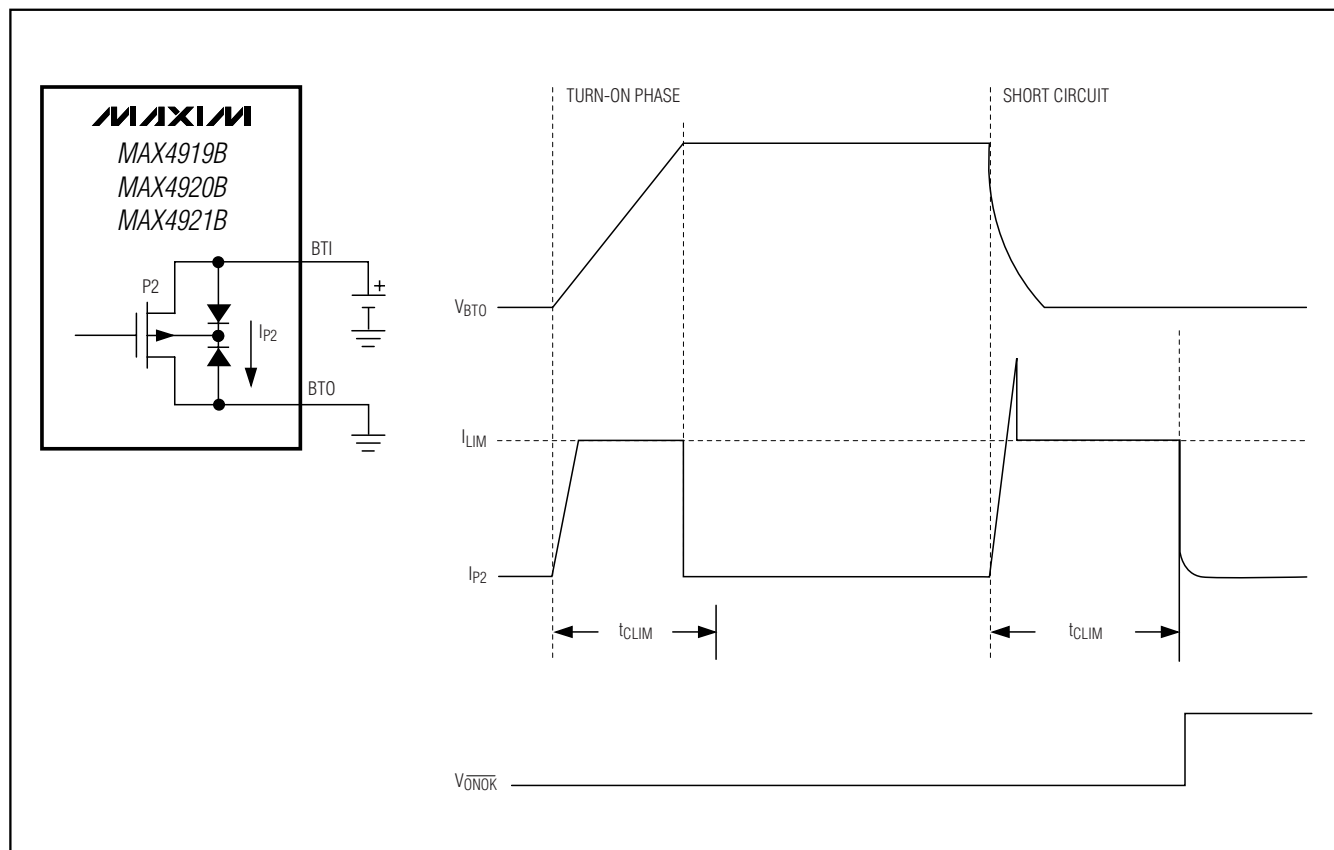 MAXIM
MAX4919B
MAX4920B
MAX4921B
BTI
P2
+
IP2
BTO
TURN-ON PHASE
SHORT CIRCUIT
VBTO
ILIM
IP2
tCLIM
tCLIM
VONOK